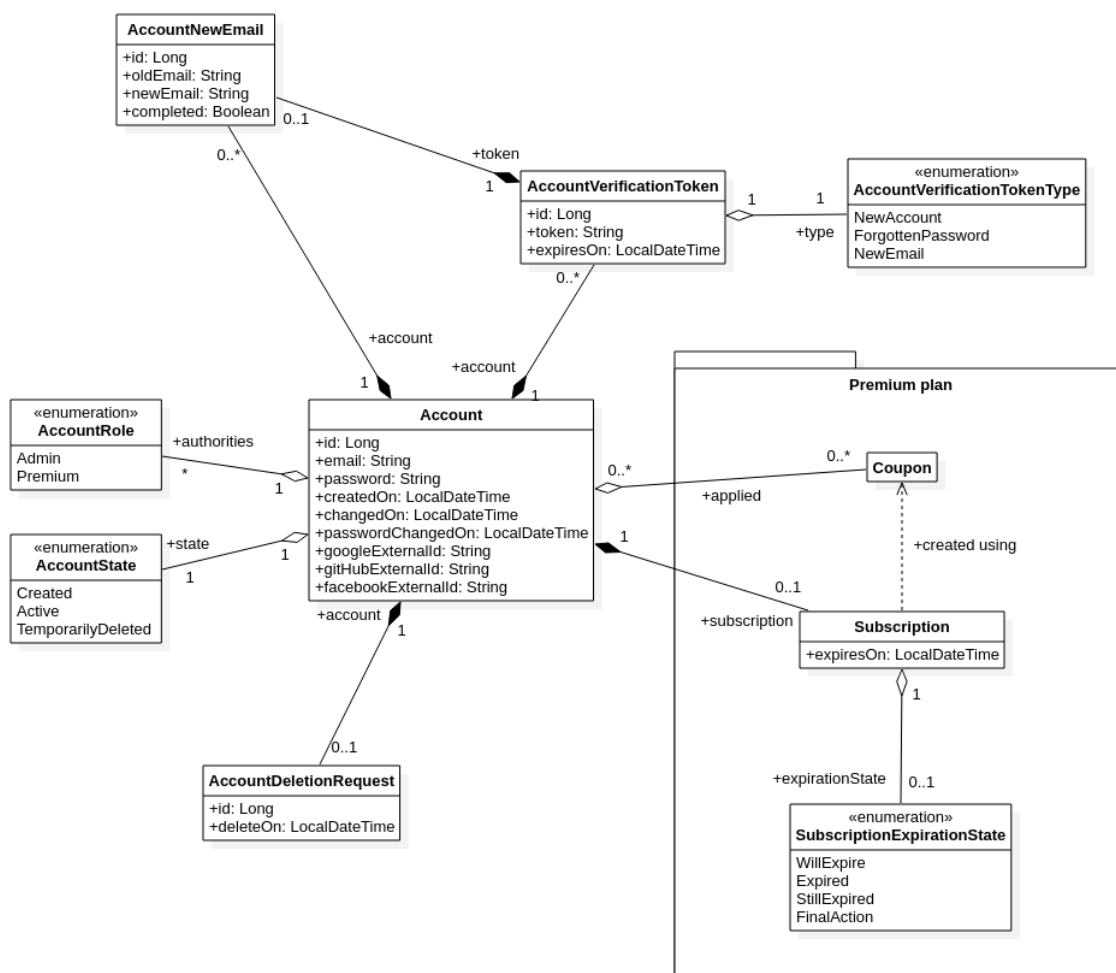 AccountNewEmail
+id: Long
+oldEmail: String
+newEmail: String
+completed: Boolean
0..1
0..*
+token
1
AccountVerificationToken
+id: Long
+token: String
+expiresOn: LocalDateTime
0..*
1
1
+type
«enumeration»
AccountVerificationTokenType
NewAccount
ForgottenPassword
NewEmail
+account
1
+account
1
«enumeration»
AccountRole
Admin
Premium
+authorities
*
1
«enumeration»
AccountState
Created
Active
TemporarilyDeleted
+state
1
1
Account
+id: Long
+email: String
+password: String
+createdOn: LocalDateTime
+changedOn: LocalDateTime
+passwordChangedOn: LocalDateTime
+googleExternalId: String
+gitHubExternalId: String
+facebookExternalId: String
Premium plan
0..*
0..*
+applied
Coupon
+created using
1
0..1
+subscription
Subscription
+expiresOn: LocalDateTime
1
+expirationState
0..1
«enumeration»
SubscriptionExpirationState
WillExpire
Expired
StillExpired
FinalAction
+account
1
0..1
AccountDeletionRequest
+id: Long
+deleteOn: LocalDateTime